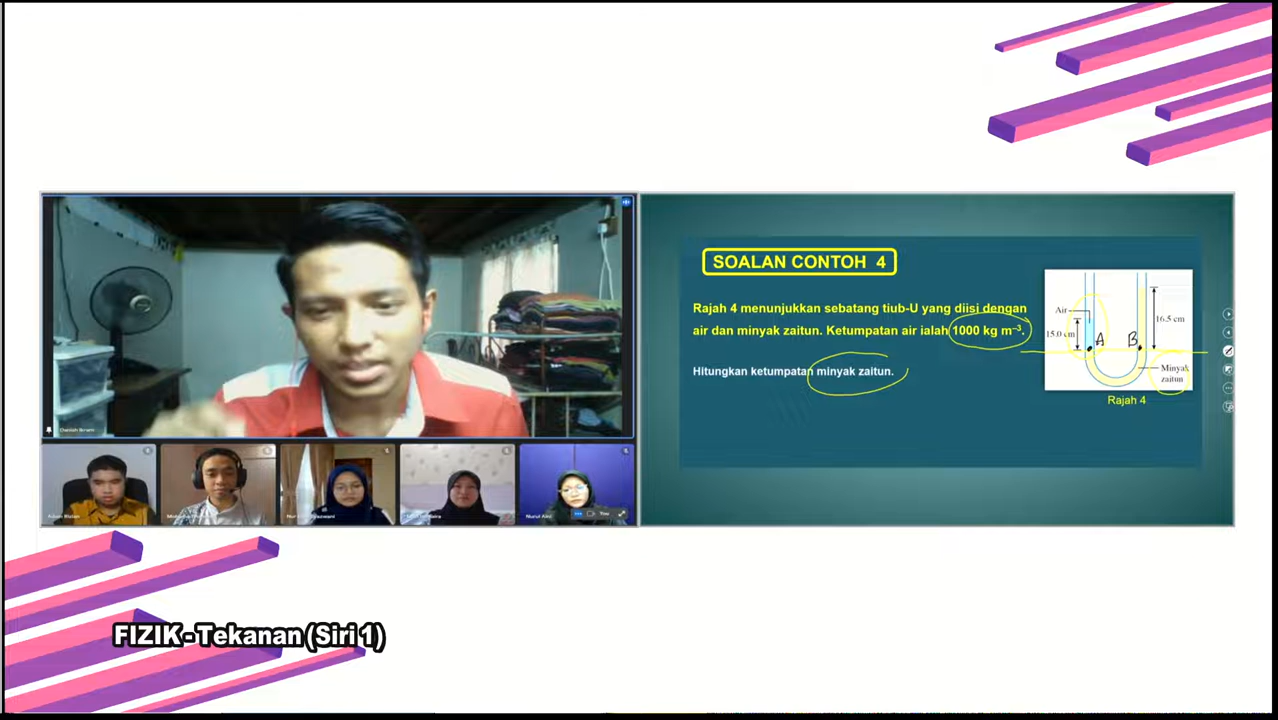 SOALAN CONTOH 4
Rajah 4 menunjukkan sebatang tiub-U yang diisi dengan
air dan minyak zaitun. Ketumpatan air ialah 1000 kg m⁻³.
Hitungkan ketumpatan minyak zaitun.
Air
15.0 cm
A
B
16.5 cm
Minyak
zaitun
Rajah 4
You
FIZIK - Tekanan (Siri 1)